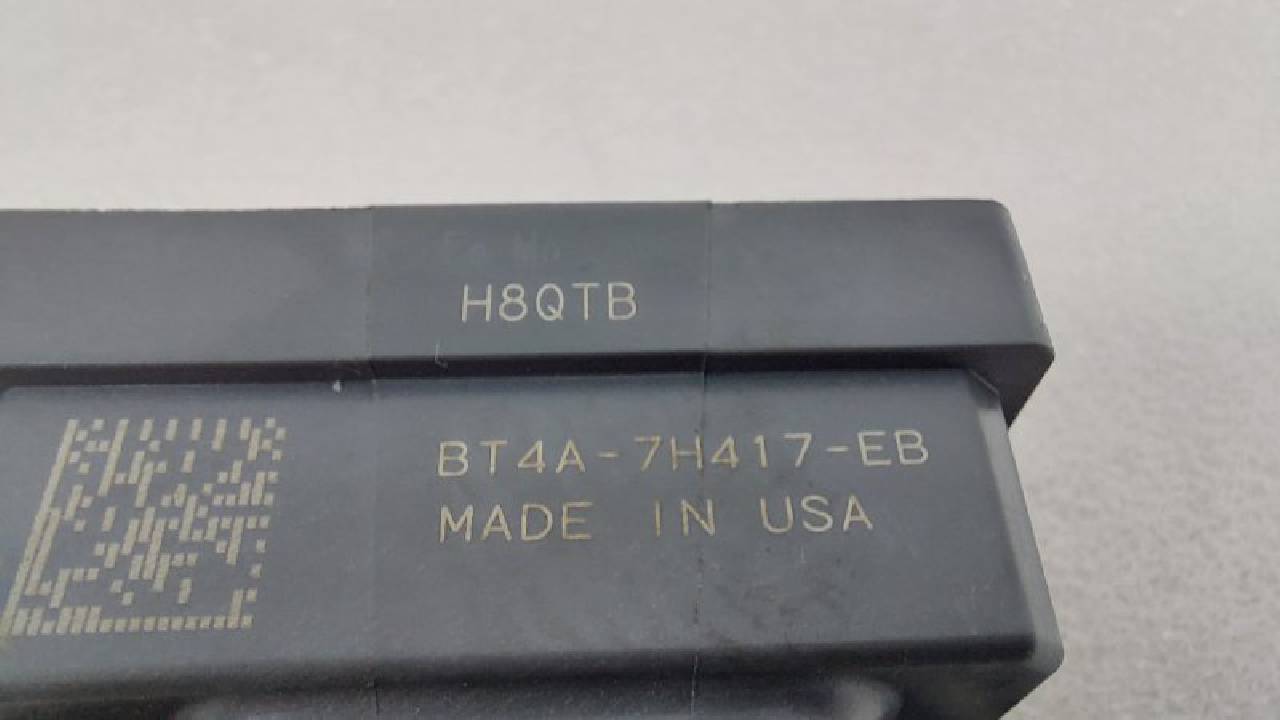 H8QTB
BT4A-7H417-EB
MADE IN USA